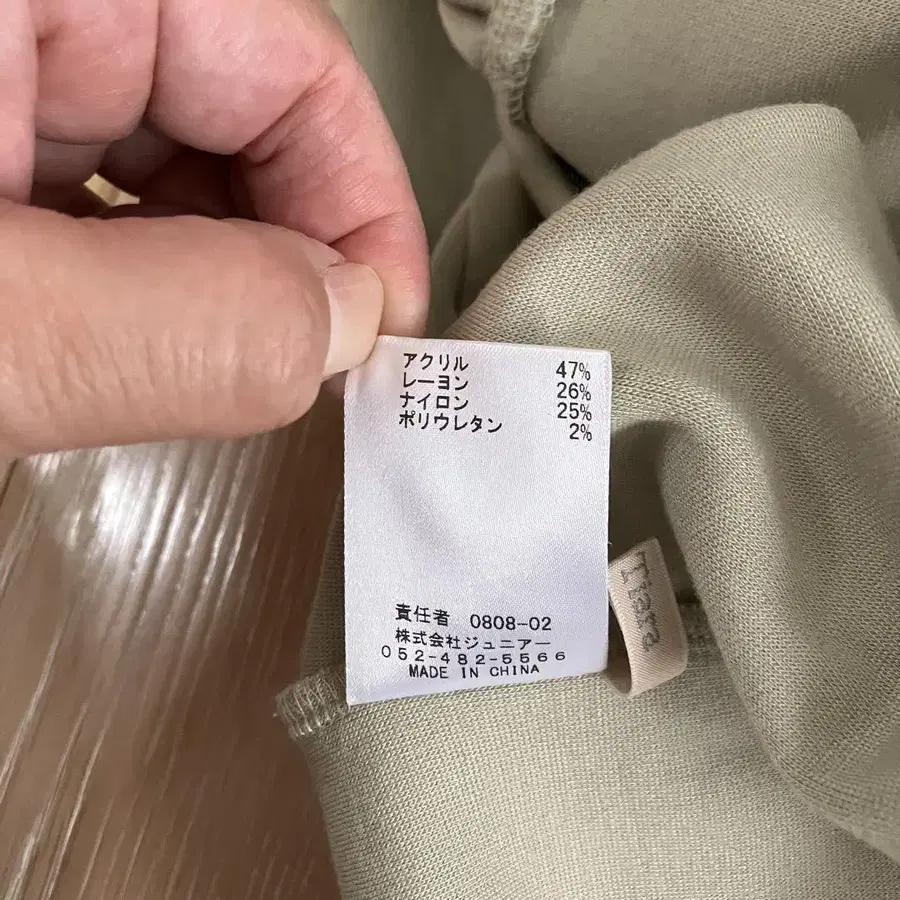 アクリル 47%
レーヨン 26%
ナイロン 25%
ポリウレタン 2%
責任者 0808-02
株式会社ジュニアー
052-482-5566
MADE IN CHINA
Tiara